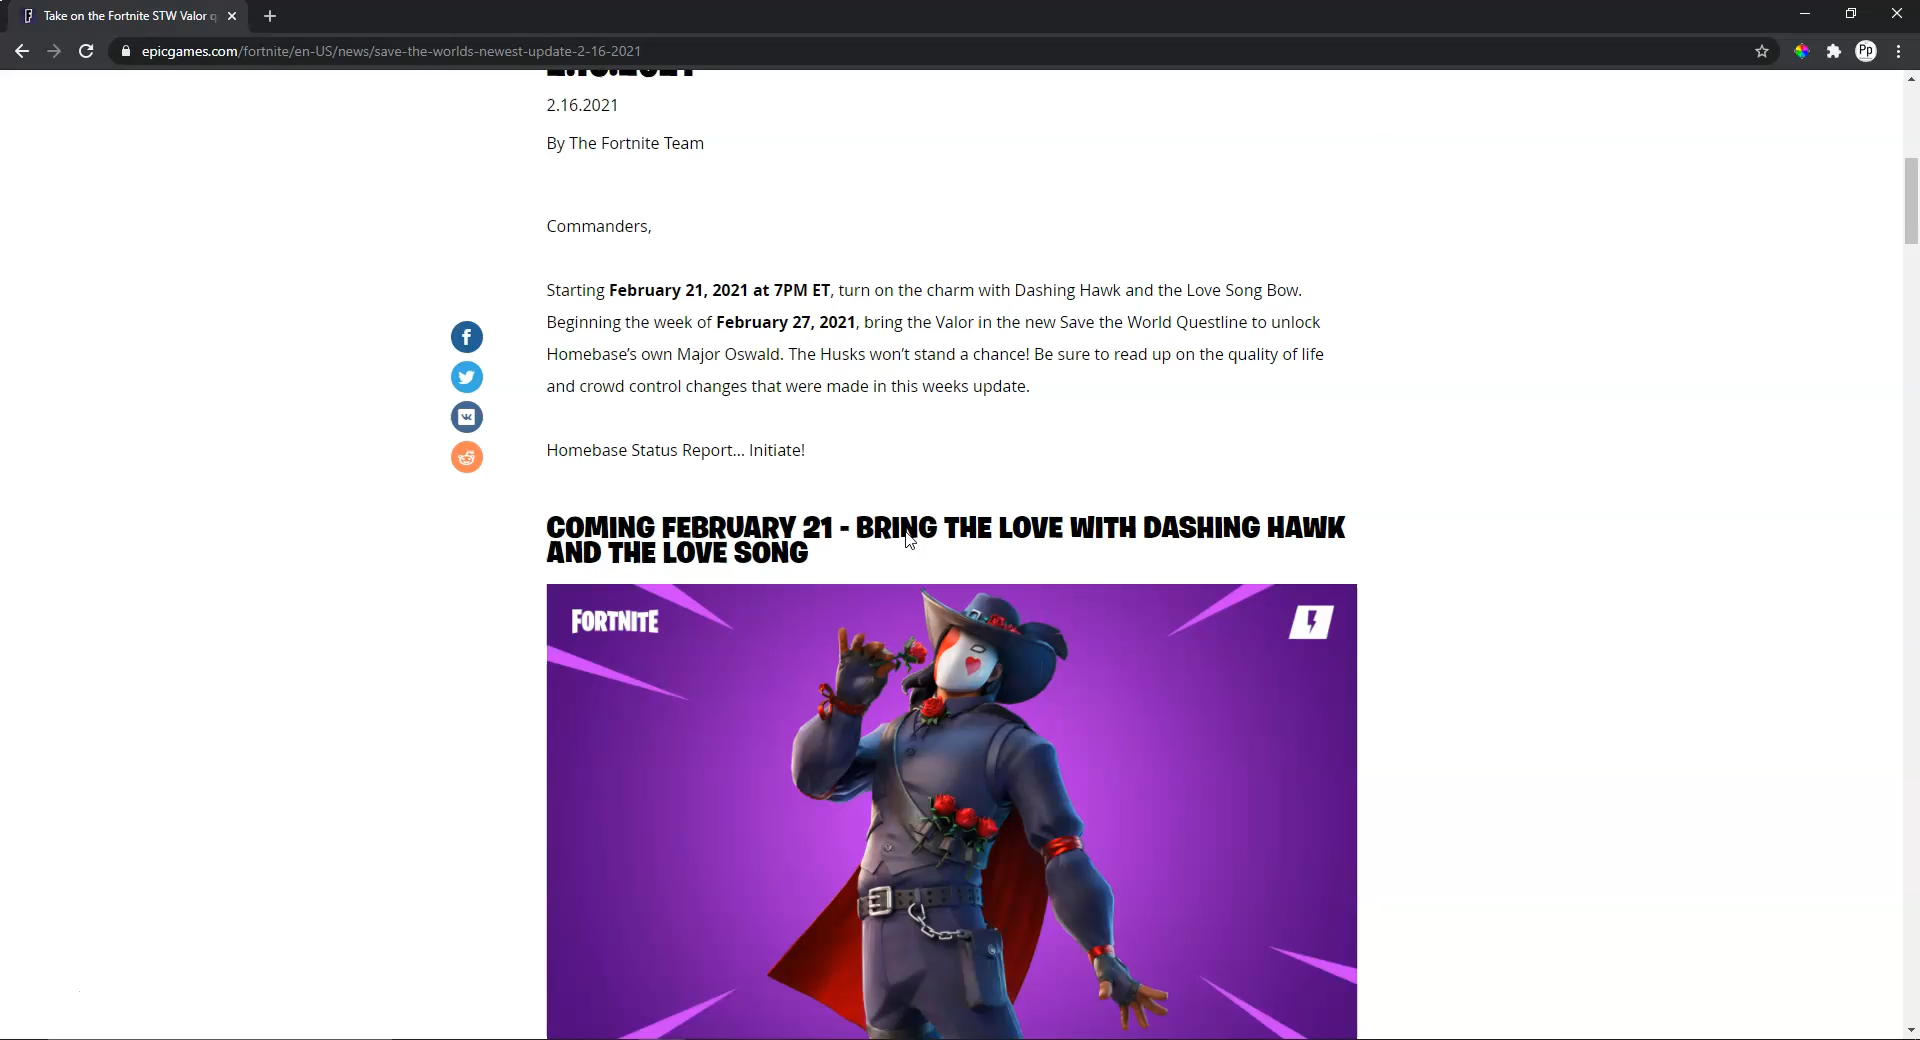 Take on the Fortnite STW Valor q
epicgames.com/fortnite/en-US/news/save-the-worlds-newest-update-2-16-2021
Pp
2.16.2021
2.16.2021
By The Fortnite Team
Commanders,
Starting February 21, 2021 at 7PM ET, turn on the charm with Dashing Hawk and the Love Song Bow.
Beginning the week of February 27, 2021, bring the Valor in the new Save the World Questline to unlock
Homebase’s own Major Oswald. The Husks won’t stand a chance! Be sure to read up on the quality of life
and crowd control changes that were made in this weeks update.
Homebase Status Report... Initiate!
COMING FEBRUARY 21 - BRING THE LOVE WITH DASHING HAWK
AND THE LOVE SONG
FORTNITE